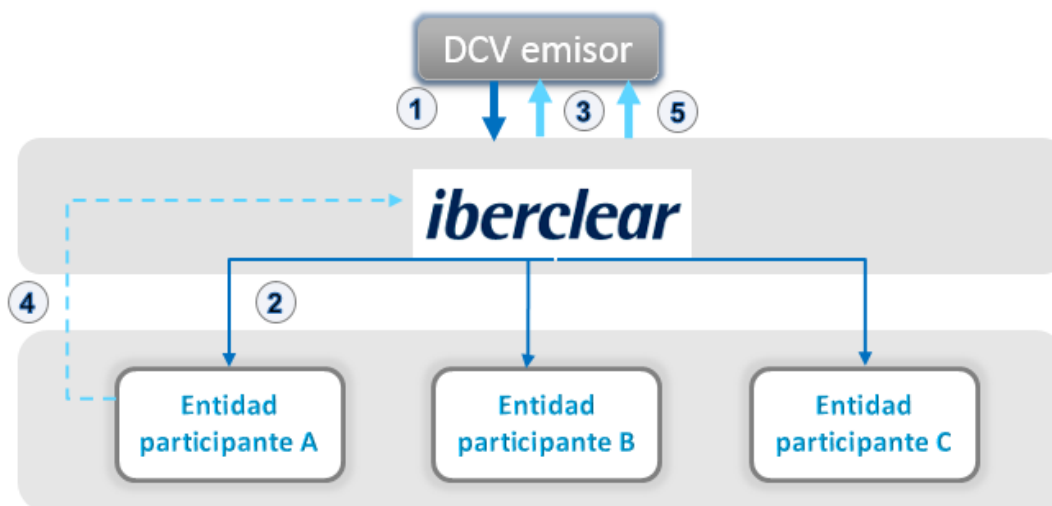 DCV emisor
1
3
5
iberclear
4
2
Entidad
participante A
Entidad
participante B
Entidad
participante C